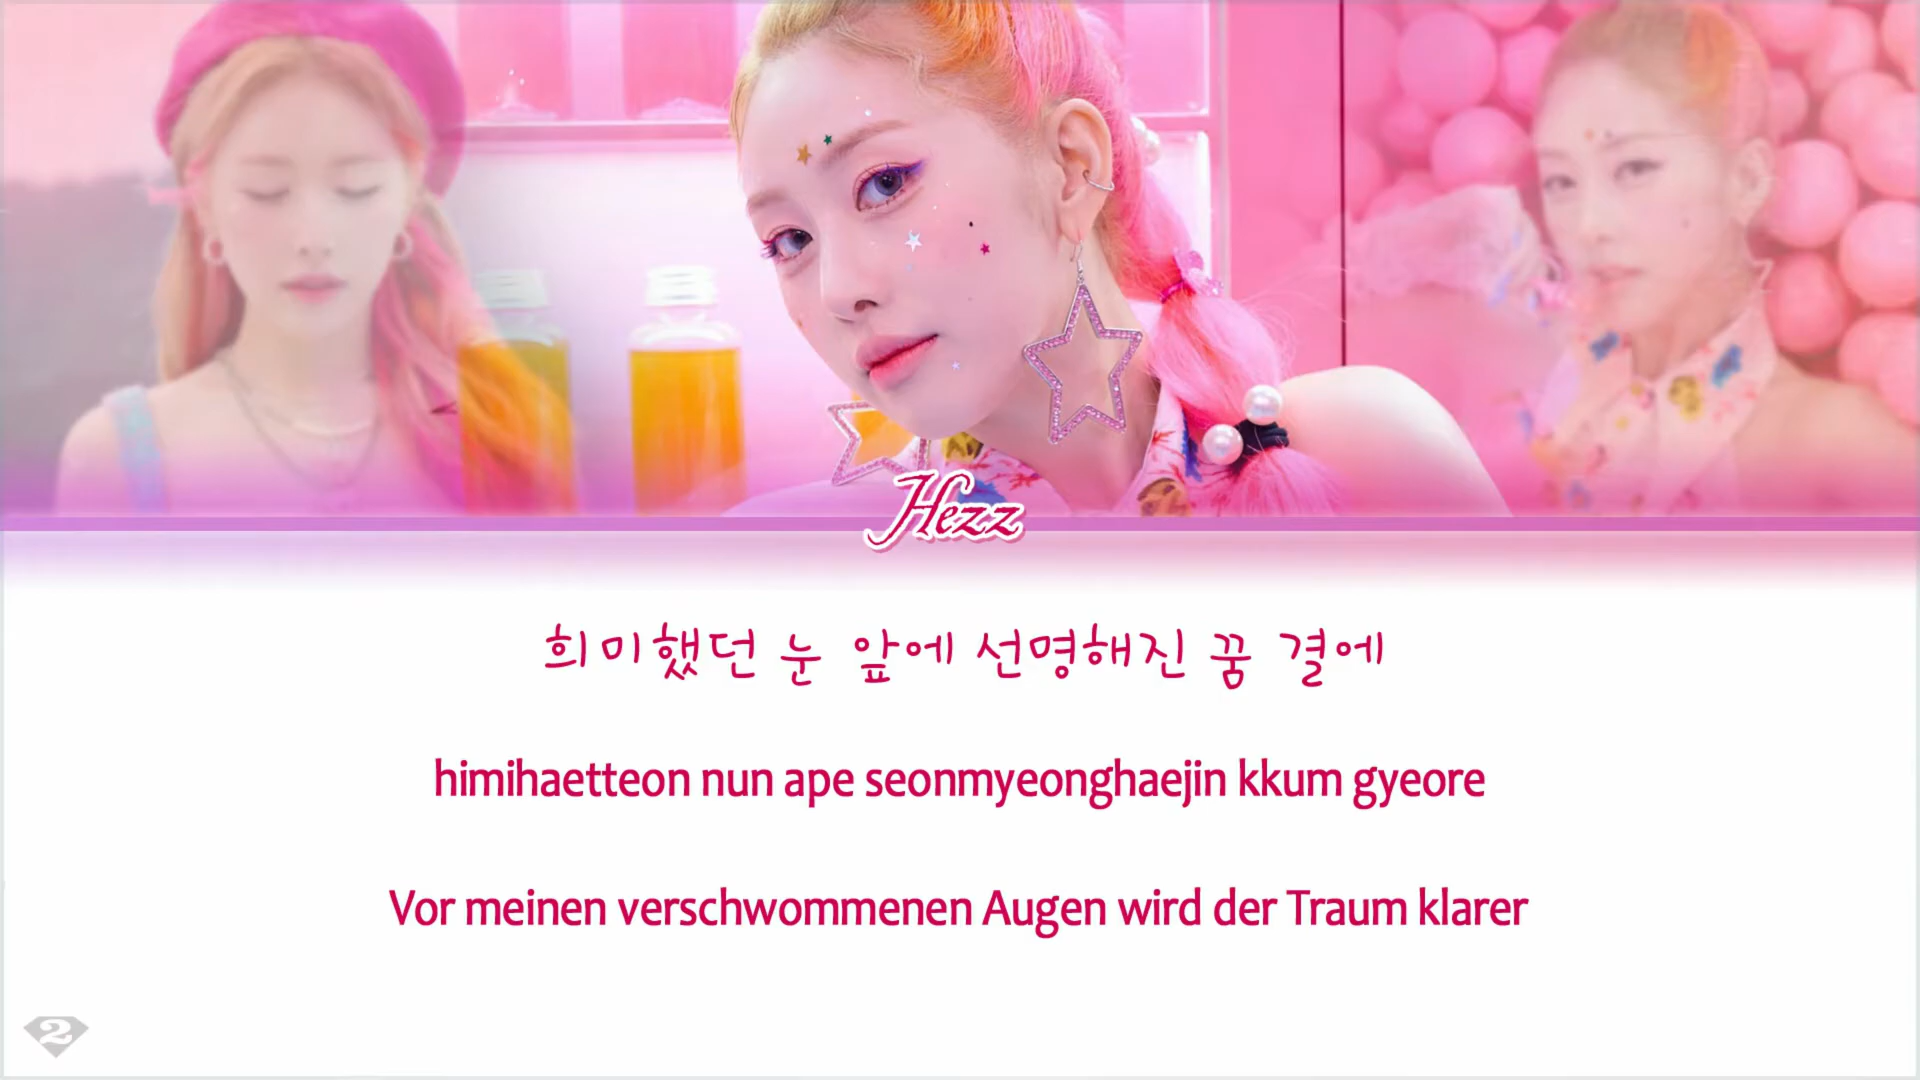 Hezz
희미했던 눈 앞에 선명해진 꿈 결에
himihaetteon nun ape seonmyeonghaejin kkum gyeore
Vor meinen verschwommenen Augen wird der Traum klarer
2